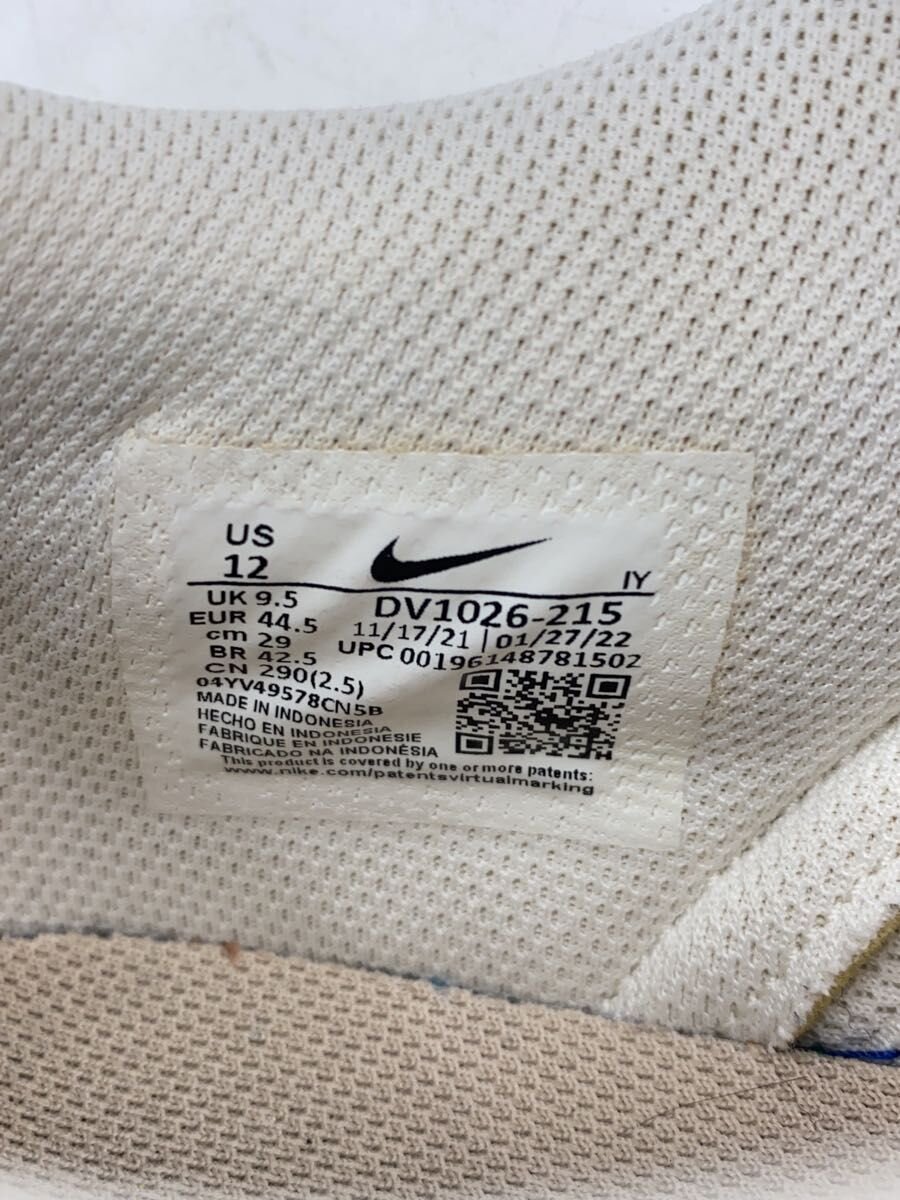 US
12
IY
UK 9.5
EUR 44.5
cm 29
BR 42.5
CN 290(2.5)
DV1026-215
11/17/21 | 01/27/22
UPC 00196148781502
04YV49578CN5B
MADE IN INDONESIA
HECHO EN INDONESIA
FABRIQUE EN INDONESIE
FABRICADO NA INDONÉSIA
This product is covered by one or more patents:
www.nike.com/patentsvirtualmarking